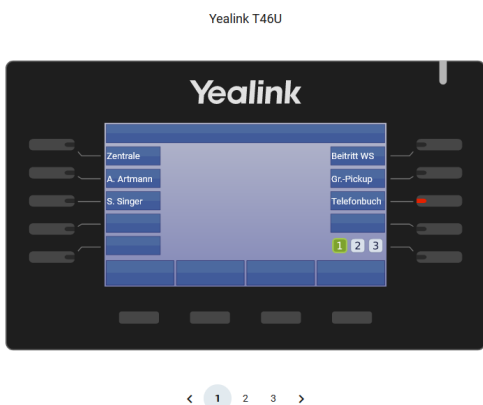 Yealink T46U
Yealink
Zentrale
Beitritt WS
A. Artmann
Gr.-Pickup
S. Singer
Telefonbuch
1 2 3
1 2 3